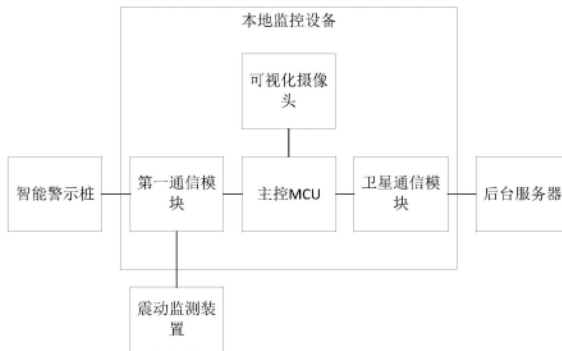 本地监控设备
可视化摄像
头
智能警示桩
第一通信模
块
主控MCU
卫星通信模
块
后台服务器
震动监测装
置